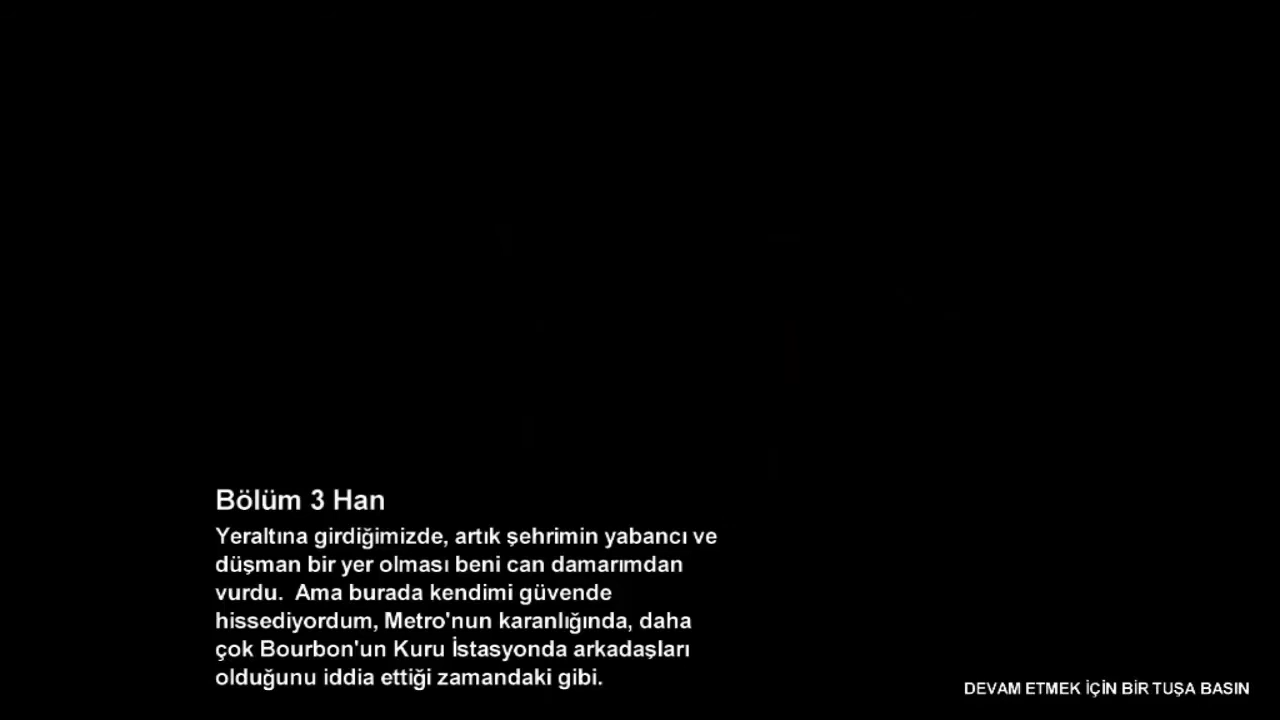 Bölüm 3 Han
Yeraltına girdiğimizde, artık şehrimin yabancı ve
düşman bir yer olması beni can damarımdan
vurdu.  Ama burada kendimi güvende
hissediyordum, Metro'nun karanlığında, daha
çok Bourbon'un Kuru İstasyonda arkadaşları
olduğunu iddia ettiği zamandaki gibi.
DEVAM ETMEK İÇİN BİR TUŞA BASIN